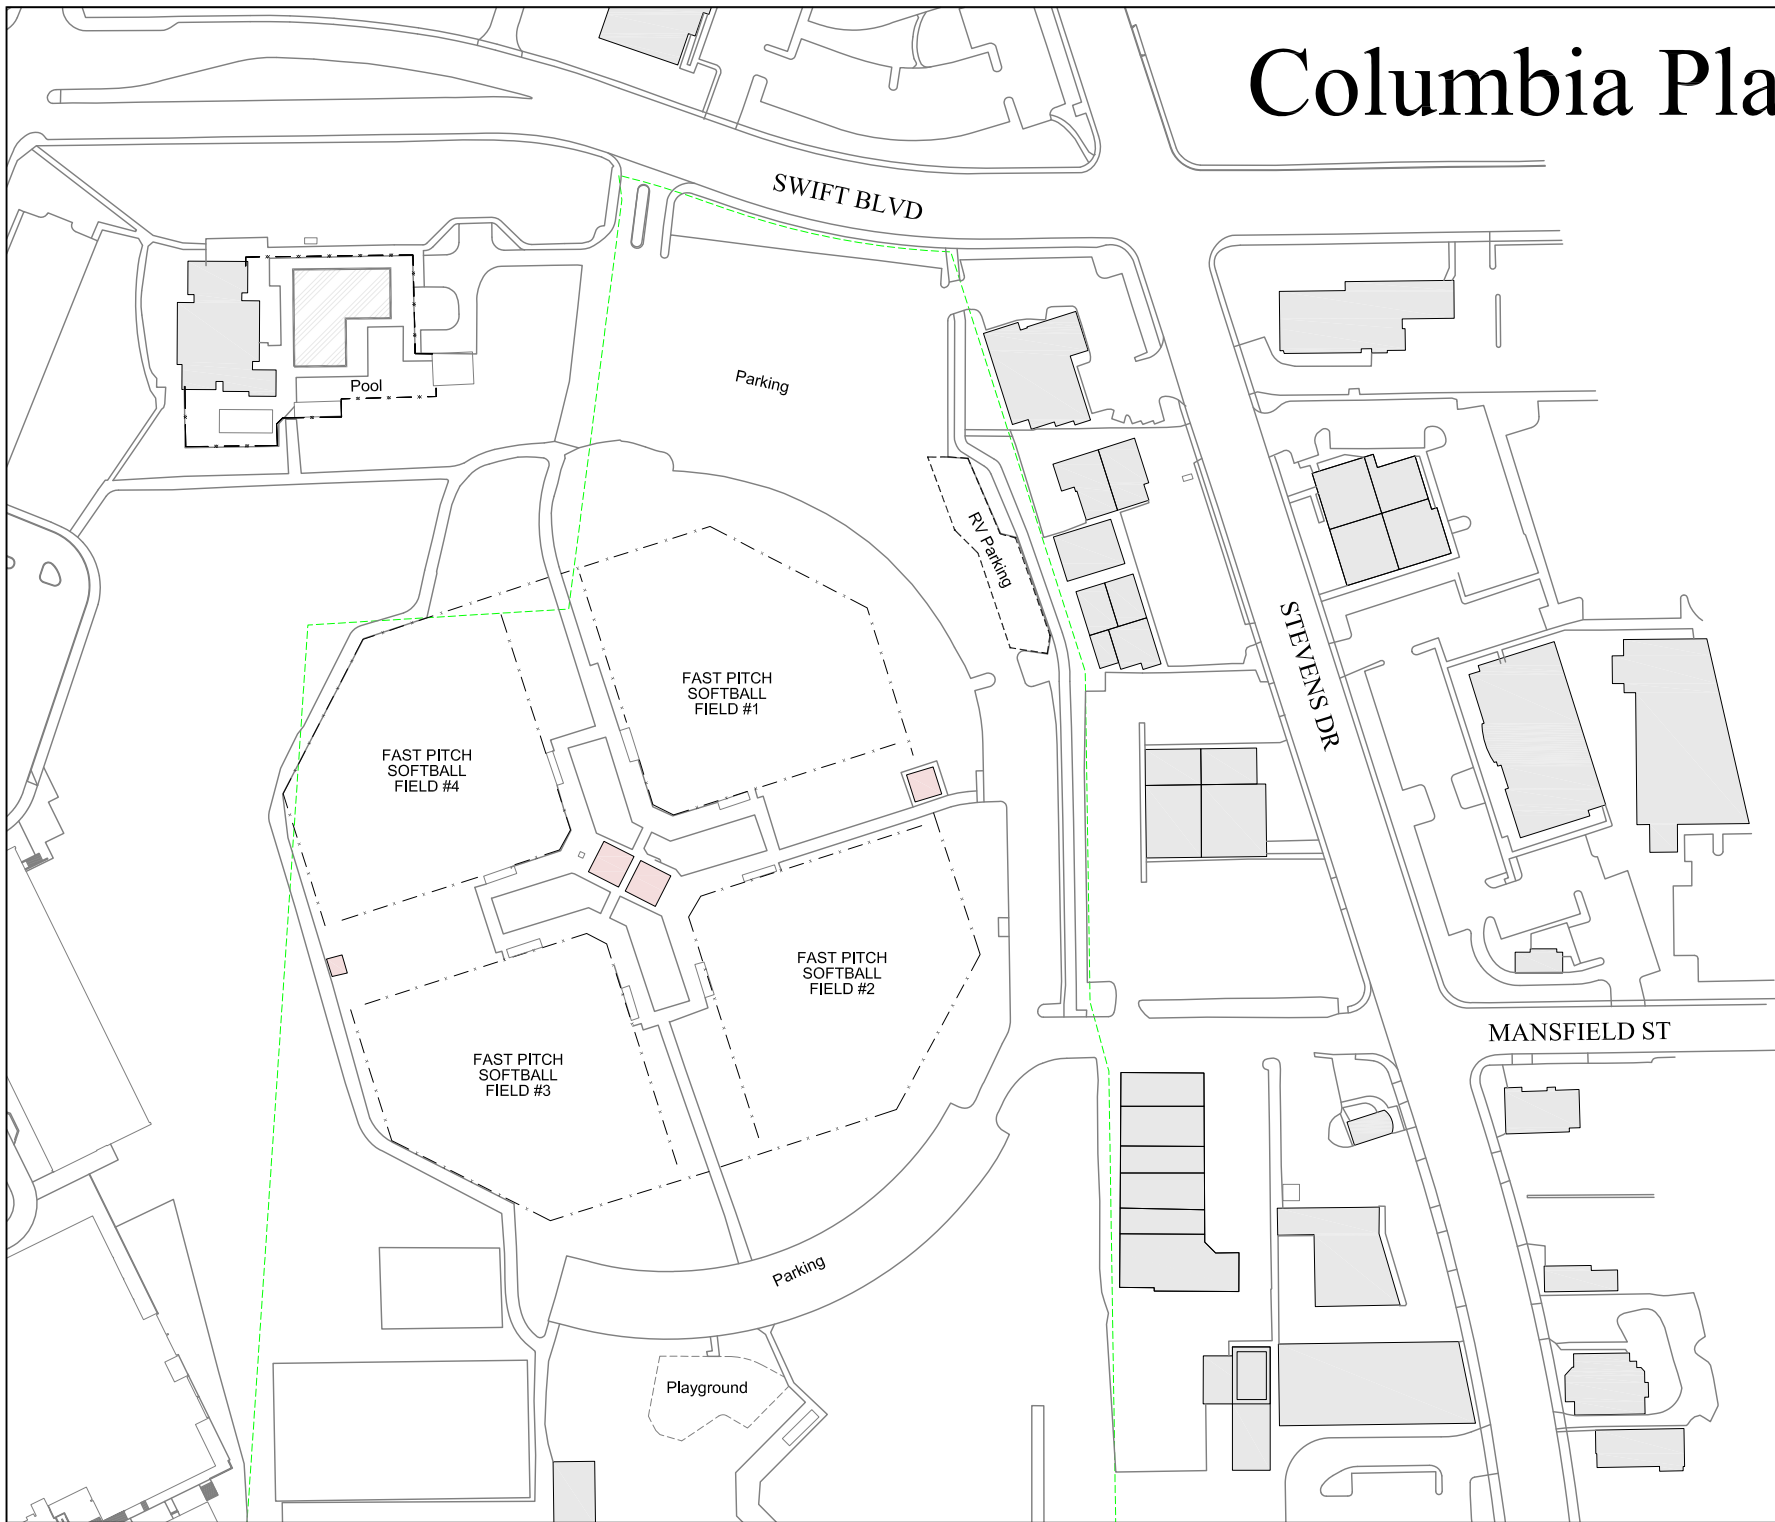 Columbia Pla
SWIFT BLVD
Parking
Pool
RV Parking
STEVENS DR
FAST PITCH
SOFTBALL
FIELD #1
FAST PITCH
SOFTBALL
FIELD #4
FAST PITCH
SOFTBALL
FIELD #2
MANSFIELD ST
FAST PITCH
SOFTBALL
FIELD #3
Parking
Playground